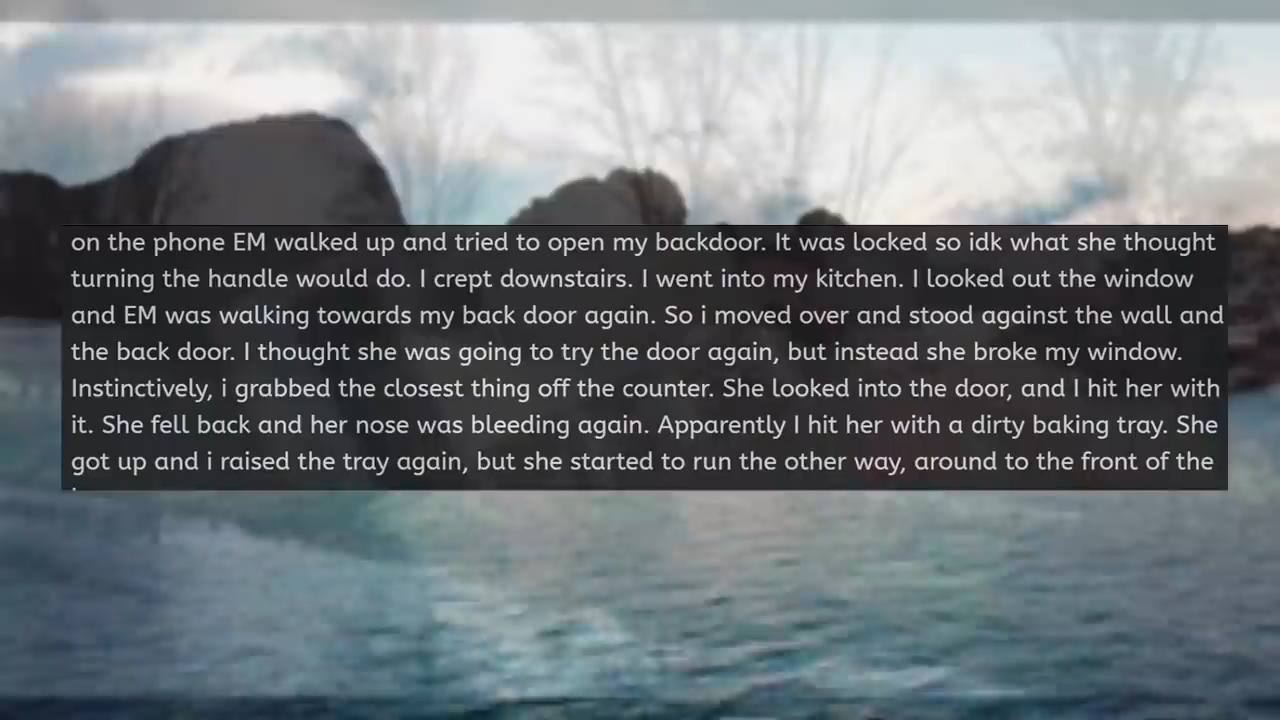 on the phone EM walked up and tried to open my backdoor. It was locked so idk what she thought
turning the handle would do. I crept downstairs. I went into my kitchen. I looked out the window
and EM was walking towards my back door again. So i moved over and stood against the wall and
the back door. I thought she was going to try the door again, but instead she broke my window.
Instinctively, i grabbed the closest thing off the counter. She looked into the door, and I hit her with
it. She fell back and her nose was bleeding again. Apparently I hit her with a dirty baking tray. She
got up and i raised the tray again, but she started to run the other way, around to the front of the